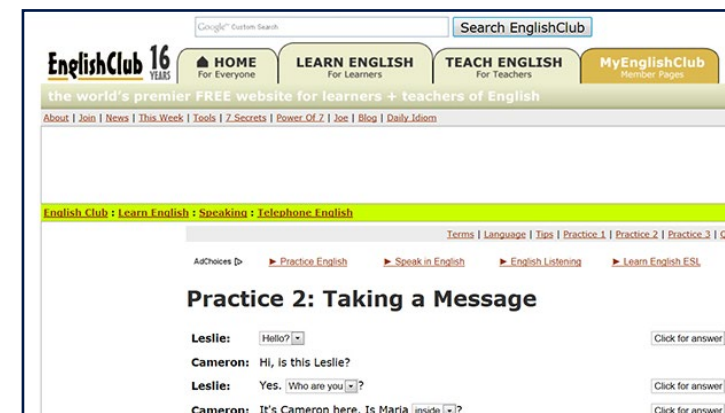 Google™ Custom Search
Search EnglishClub
EnglishClub 16 YEARS
HOME
For Everyone
LEARN ENGLISH
For Learners
TEACH ENGLISH
For Teachers
MyEnglishClub
Member Pages
the world's premier FREE website for learners + teachers of English
About | Join | News | This Week | Tools | 7 Secrets | Power Of 7 | Joe | Blog | Daily Idiom
English Club : Learn English : Speaking : Telephone English
Terms | Language | Tips | Practice 1 | Practice 2 | Practice 3 |
AdChoices ► Practice English ► Speak in English ► English Listening ► Learn English ESL
Practice 2: Taking a Message
Leslie: Hello? Click for answer
Cameron: Hi, is this Leslie?
Leslie: Yes. Who are you ? Click for answer
Cameron: It's Cameron here. Is Maria inside ? Click for answer